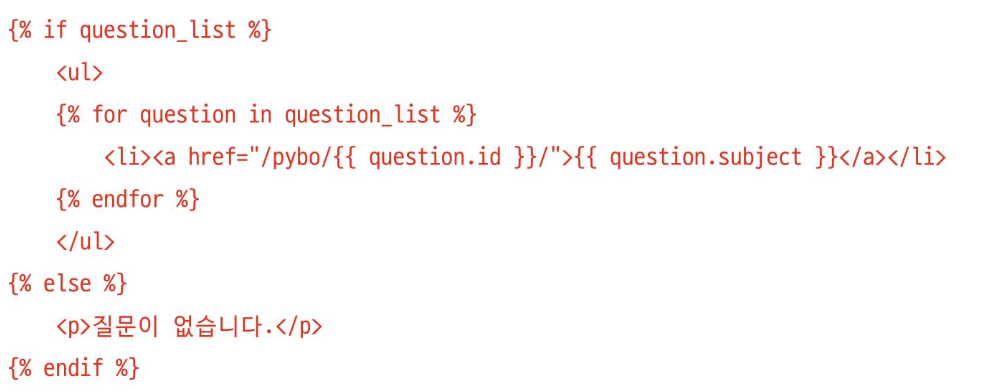 {% if question_list %}
    <ul>
    {% for question in question_list %}
        <li><a href="/pybo/{{ question.id }}/">{{ question.subject }}</a></li>
    {% endfor %}
    </ul>
{% else %}
    <p>질문이 없습니다.</p>
{% endif %}